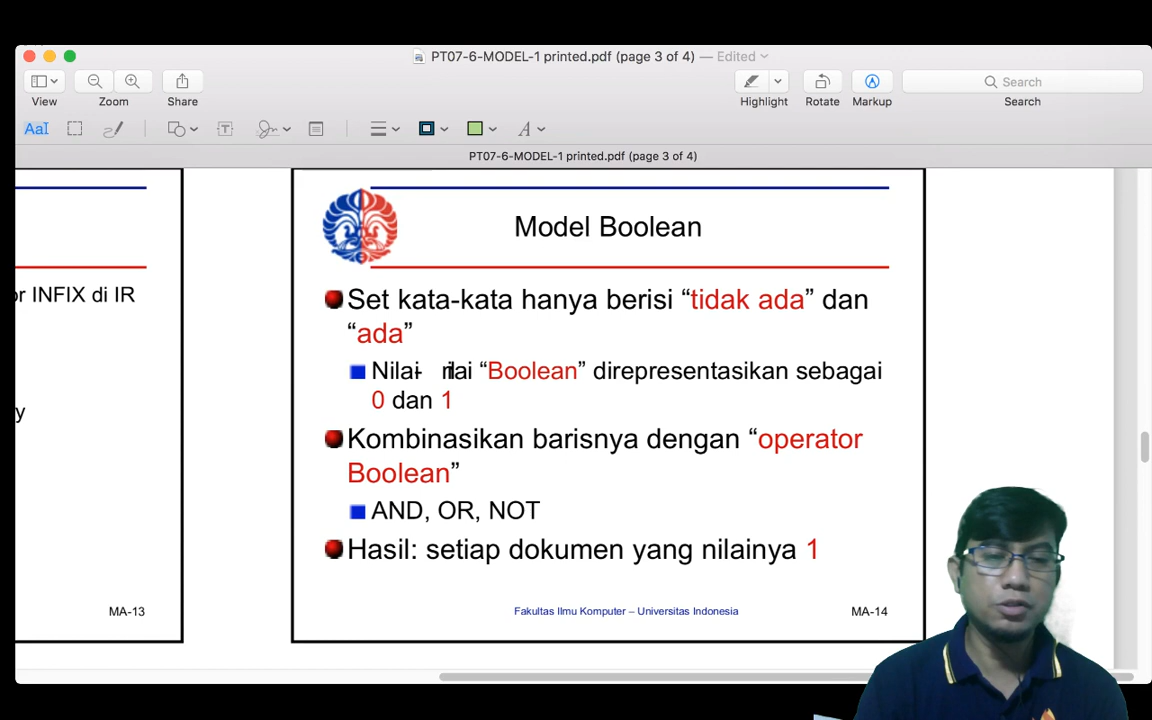 PT07-6-MODEL-1 printed.pdf (page 3 of 4) — Edited
View
Zoom
Share
Highlight
Rotate
Markup
Search
Search
AaI
T
A
PT07-6-MODEL-1 printed.pdf (page 3 of 4)
or INFIX di IR
y
MA-13
Model Boolean
Set kata-kata hanya berisi “tidak ada” dan
“ada”
Nilai- nilai “Boolean” direpresentasikan sebagai
0 dan 1
Kombinasikan barisnya dengan “operator
Boolean”
AND, OR, NOT
Hasil: setiap dokumen yang nilainya 1
Fakultas Ilmu Komputer – Universitas Indonesia
MA-14